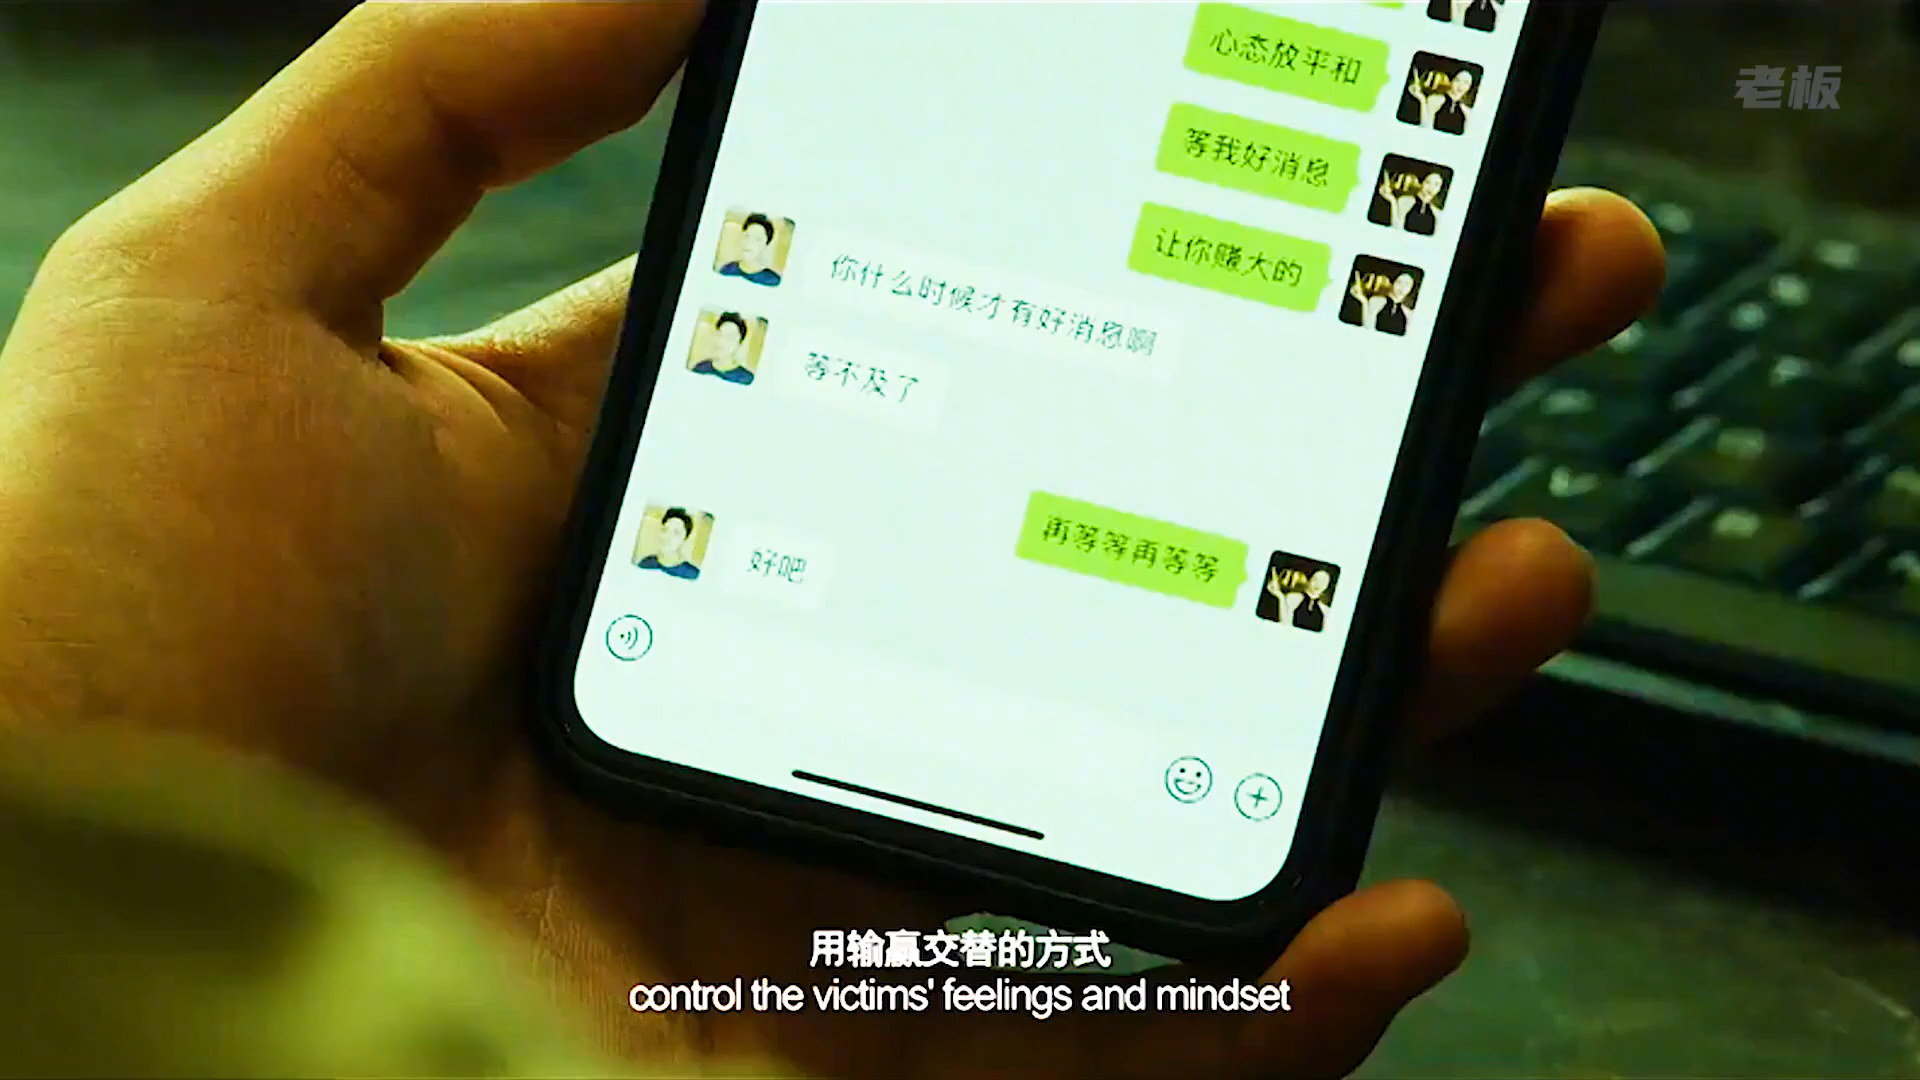 老板
心态放平和
等我好消息
让你赚大的
你什么时候才有好消息啊
等不及了
再等等再等等
好吧
用输赢交替的方式
control the victims' feelings and mindset